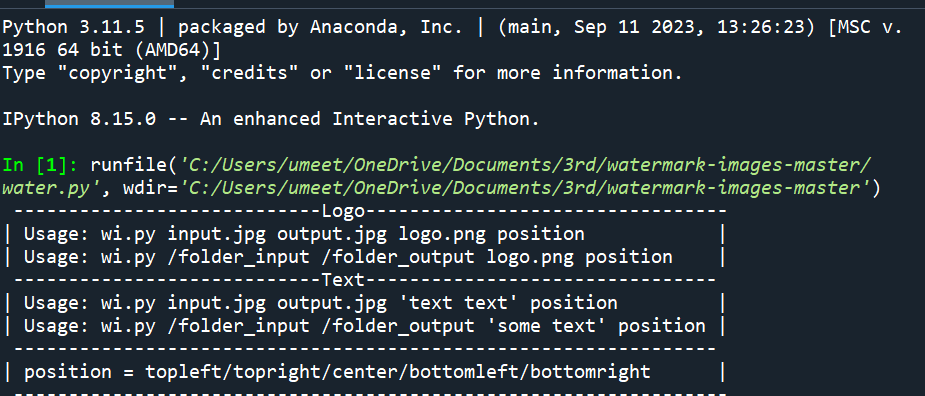 Python 3.11.5 | packaged by Anaconda, Inc. | (main, Sep 11 2023, 13:26:23) [MSC v.
1916 64 bit (AMD64)]
Type "copyright", "credits" or "license" for more information.
IPython 8.15.0 -- An enhanced Interactive Python.
In [1]: runfile('C:/Users/umeet/OneDrive/Documents/3rd/watermark-images-master/
water.py', wdir='C:/Users/umeet/OneDrive/Documents/3rd/watermark-images-master')
----------------------------Logo---------------------------------
| Usage: wi.py input.jpg output.jpg logo.png position |
| Usage: wi.py /folder_input /folder_output logo.png position |
----------------------------Text--------------------------------
| Usage: wi.py input.jpg output.jpg 'text text' position |
| Usage: wi.py /folder_input /folder_output 'some text' position |
----------------------------------------------------------------
| position = topleft/topright/center/bottomleft/bottomright |
----------------------------------------------------------------